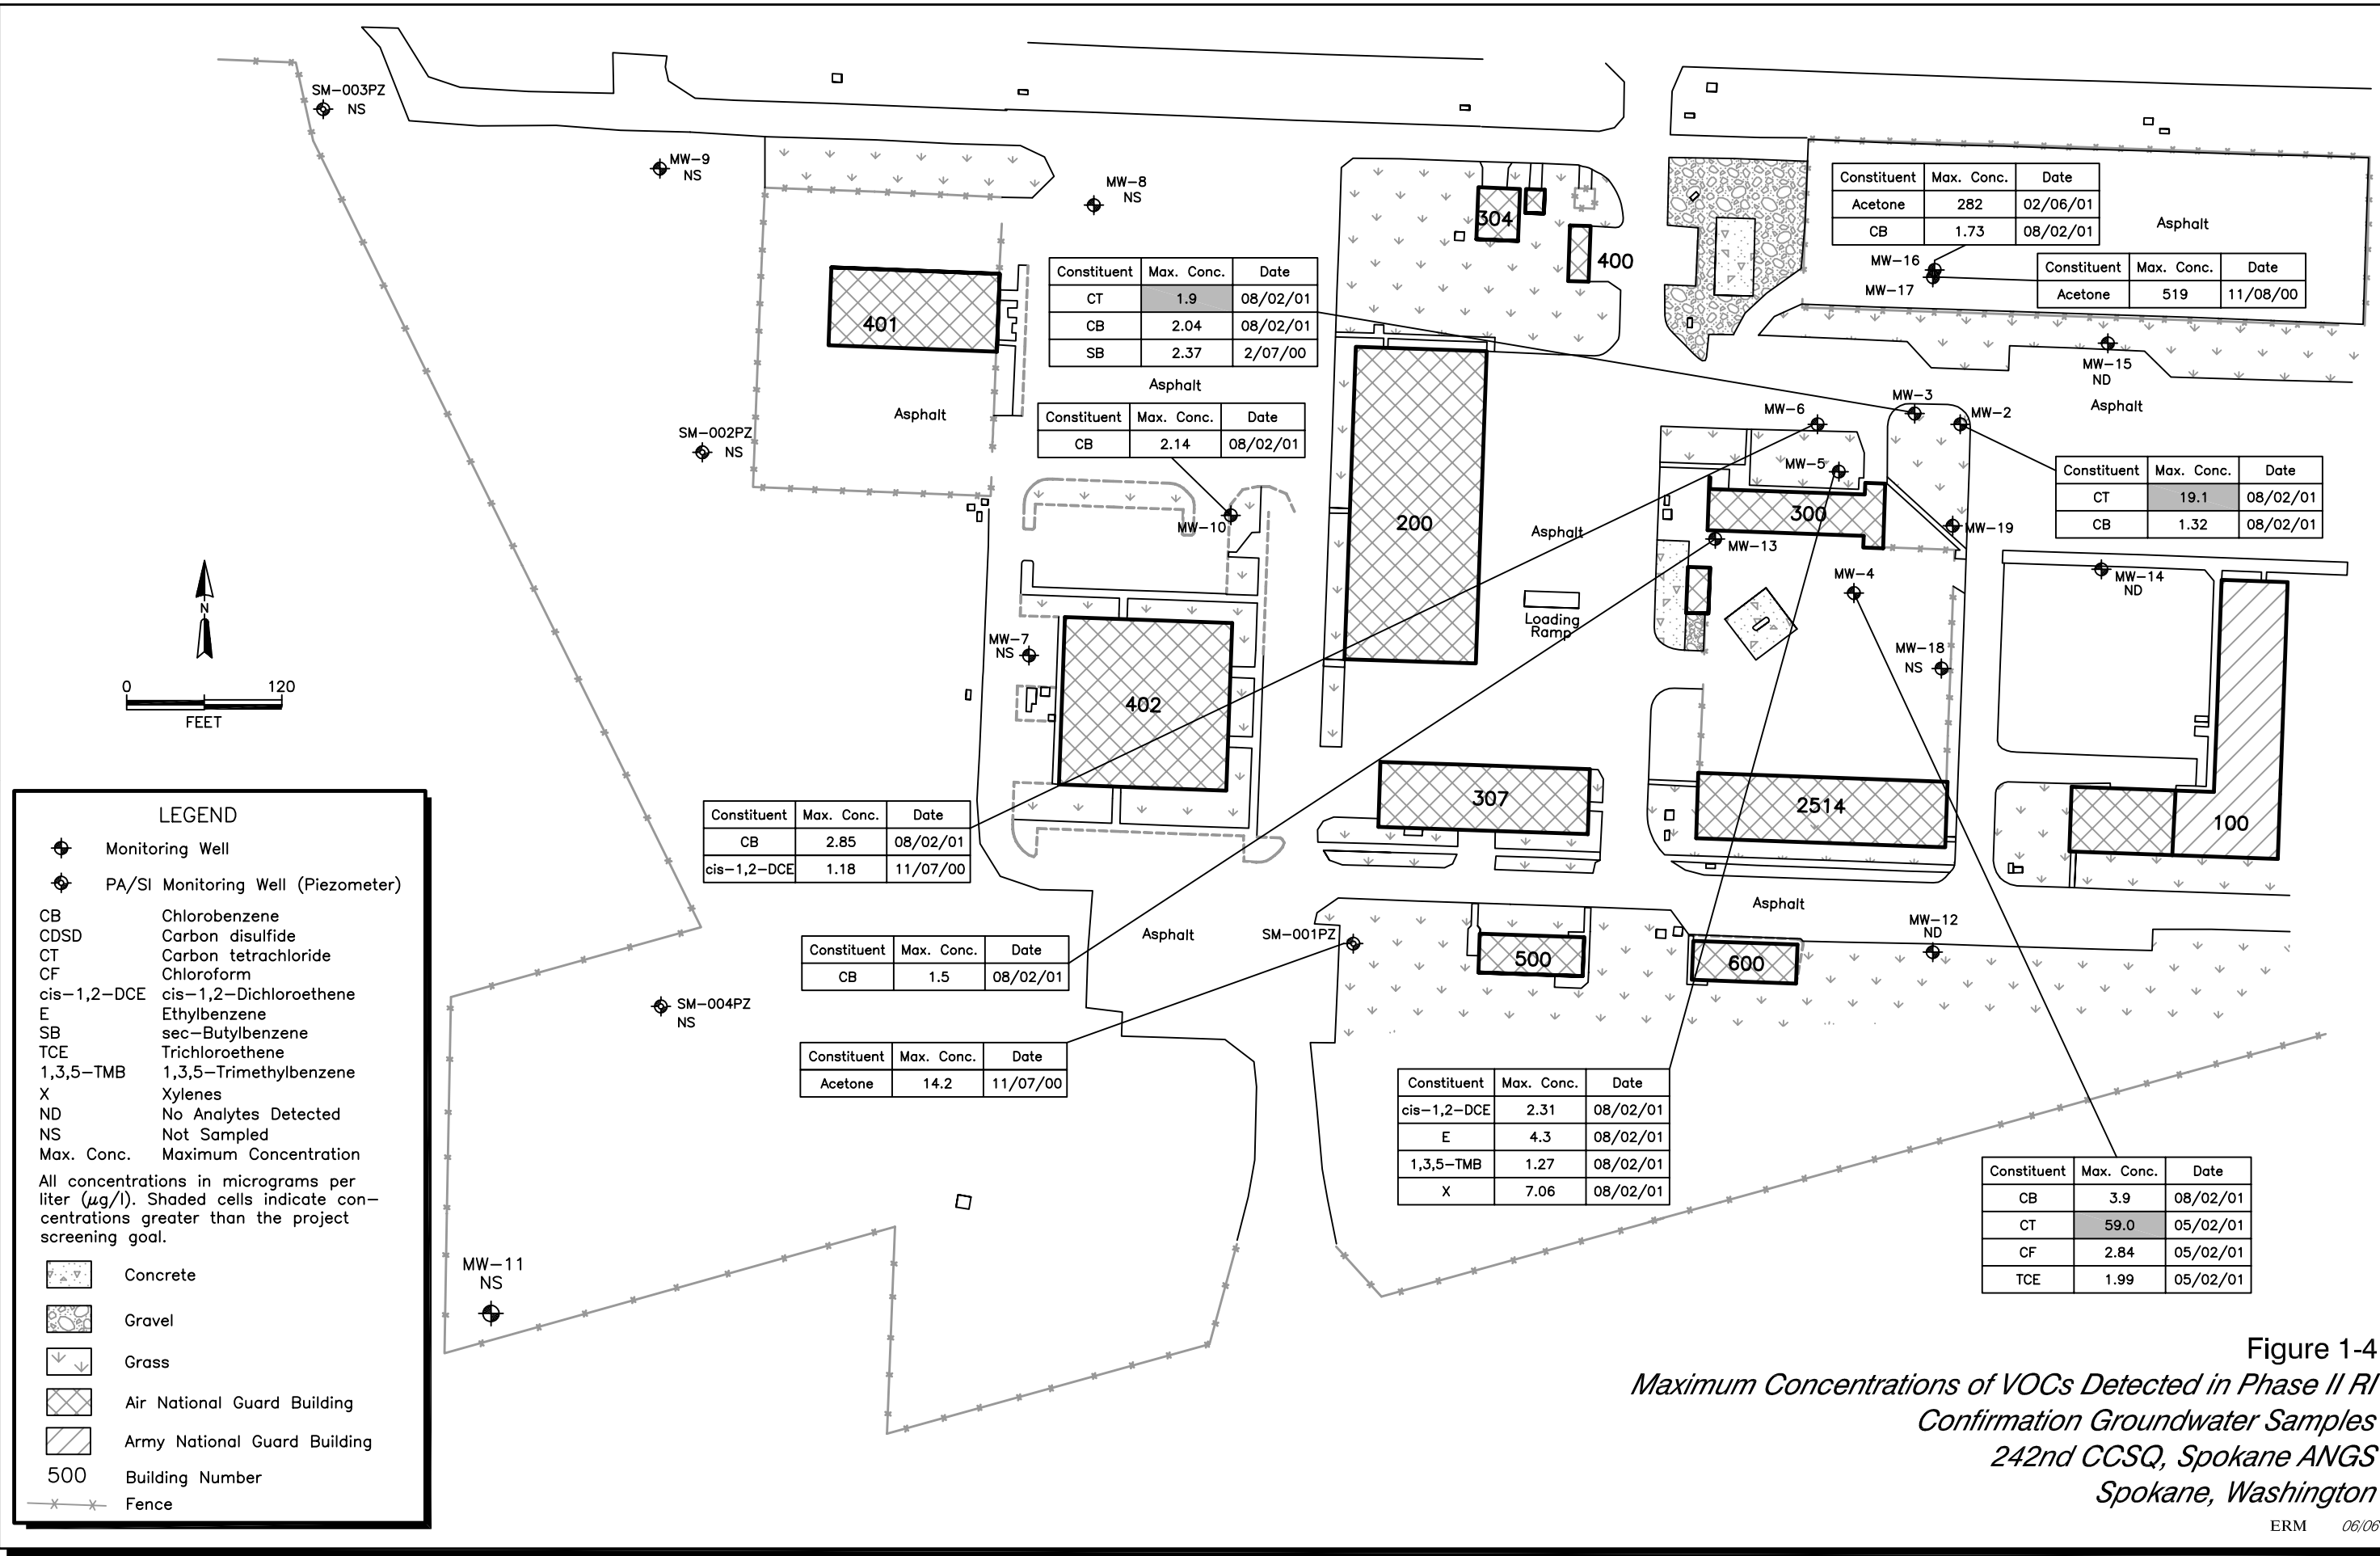 SM-003PZ
NS
MW-9
NS
MW-8
NS
304
400
401
Asphalt
Constituent Max. Conc. Date
Acetone 282 02/06/01
CB 1.73 08/02/01
Asphalt
MW-16
MW-17
Constituent Max. Conc. Date
Acetone 519 11/08/00
Constituent Max. Conc. Date
CT 1.9 08/02/01
CB 2.04 08/02/01
SB 2.37 2/07/00
Asphalt
MW-15
ND
Asphalt
Constituent Max. Conc. Date
CB 2.14 08/02/01
MW-10
SM-002PZ
NS
MW-6
MW-3
MW-2
MW-5
Constituent Max. Conc. Date
CT 19.1 08/02/01
CB 1.32 08/02/01
200
Asphalt
300
MW-19
MW-13
MW-4
MW-14
ND
Loading
Ramp
MW-7
NS
MW-18
NS
402
N
0 120
FEET
307
2514
100
Constituent Max. Conc. Date
CB 2.85 08/02/01
cis-1,2-DCE 1.18 11/07/00
Asphalt
Asphalt
SM-001PZ
500
600
MW-12
ND
Constituent Max. Conc. Date
CB 1.5 08/02/01
SM-004PZ
NS
Constituent Max. Conc. Date
Acetone 14.2 11/07/00
Constituent Max. Conc. Date
cis-1,2-DCE 2.31 08/02/01
E 4.3 08/02/01
1,3,5-TMB 1.27 08/02/01
X 7.06 08/02/01
Constituent Max. Conc. Date
CB 3.9 08/02/01
CT 59.0 05/02/01
CF 2.84 05/02/01
TCE 1.99 05/02/01
MW-11
NS
LEGEND
Monitoring Well
PA/SI Monitoring Well (Piezometer)
CB Chlorobenzene
CDSD Carbon disulfide
CT Carbon tetrachloride
CF Chloroform
cis-1,2-DCE cis-1,2-Dichloroethene
E Ethylbenzene
SB sec-Butylbenzene
TCE Trichloroethene
1,3,5-TMB 1,3,5-Trimethylbenzene
X Xylenes
ND No Analytes Detected
NS Not Sampled
Max. Conc. Maximum Concentration
All concentrations in micrograms per
liter (μg/l). Shaded cells indicate con-
centrations greater than the project
screening goal.
Concrete
Gravel
Grass
Air National Guard Building
Army National Guard Building
500 Building Number
Fence
Figure 1-4
Maximum Concentrations of VOCs Detected in Phase II RI
Confirmation Groundwater Samples
242nd CCSQ, Spokane ANGS
Spokane, Washington
ERM 06/06